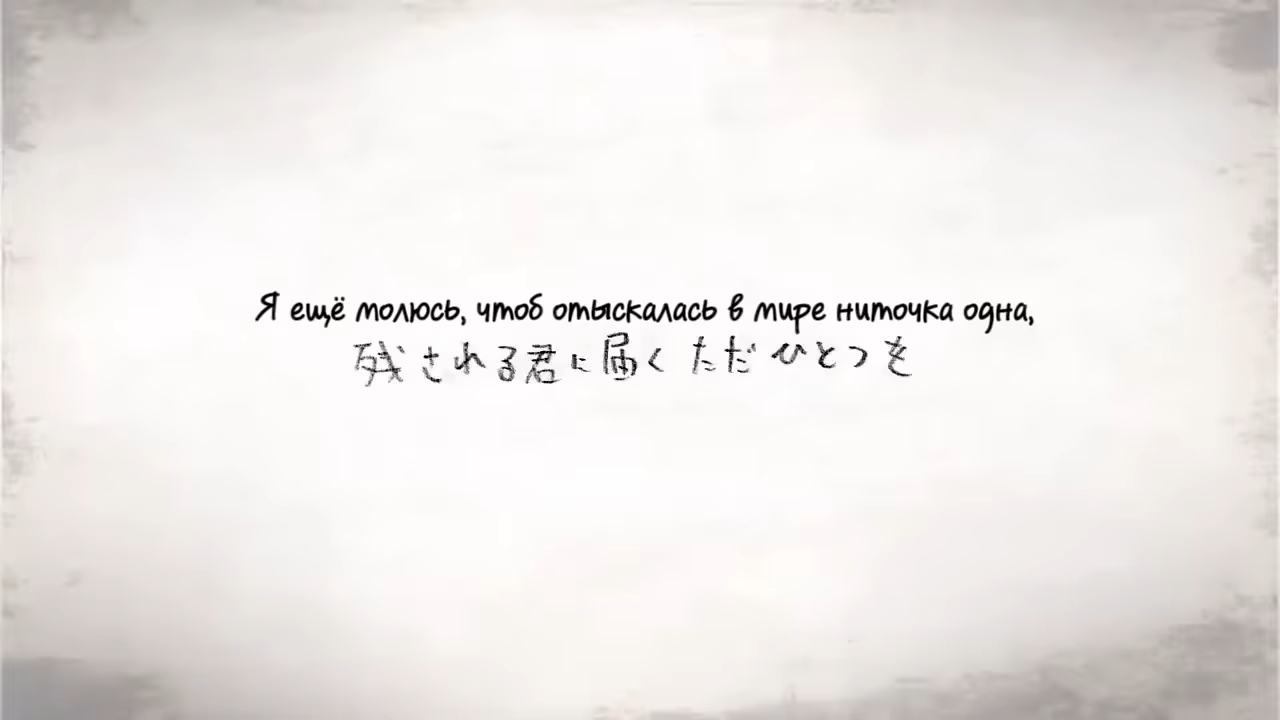 Я ещё молюсь, чтоб отыскалась в мире ниточка одна,
残される君に届く ただひとつを